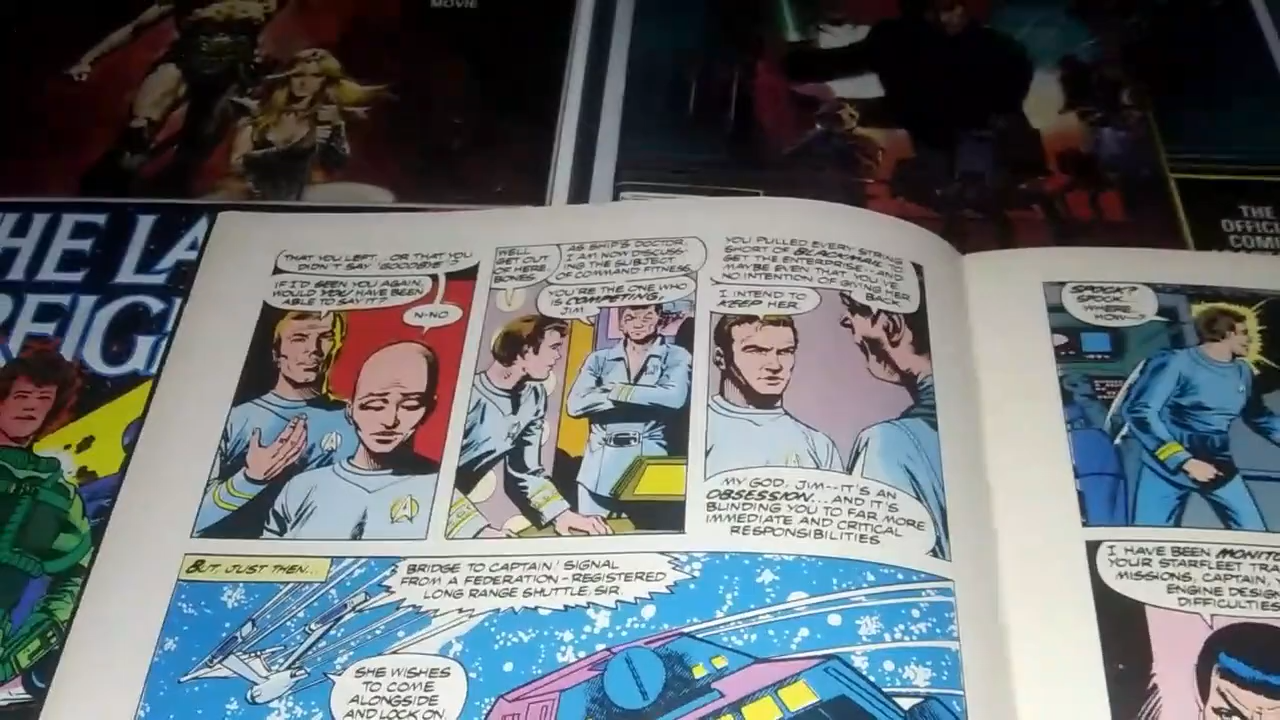 MOVIE
THE
OFFICI
COMI
THE LA
REIG
THAT YOU LEFT...OR THAT YOU
DIDN'T SAY 'GOODBYE'?
IF I'D SEEN YOU AGAIN,
WOULD YOU HAVE BEEN
ABLE TO SAY IT?
N-NO.
WELL,
GET OUT
OF HERE,
BONES.
AS SHIP'S DOCTOR,
I AM NOW DISCUSS-
ING THE SUBJECT
OF COMMAND FITNESS.
YOU'RE THE ONE WHO
IS COMPETING,
JIM.
YOU PULLED EVERY STRING
SHORT OF BLACKMAIL TO
GET THE ENTERPRISE--AND
MAYBE EVEN THAT. YOU'VE
NO INTENTION OF GIVING HER
BACK.
I INTEND TO
KEEP HER.
MY GOD, JIM--IT'S AN
OBSESSION...AND IT'S
BLINDING YOU TO FAR MORE
IMMEDIATE AND CRITICAL
RESPONSIBILITIES.
BUT, JUST THEN...
BRIDGE TO CAPTAIN! SIGNAL
FROM A FEDERATION-REGISTERED
LONG RANGE SHUTTLE, SIR.
SHE WISHES
TO COME
ALONGSIDE
AND LOCK ON.
SPOCK?
SPOCK...
WHERE...
HOW--?
I HAVE BEEN MONITO
YOUR STARFLEET TRA
MISSIONS, CAPTAIN,
ENGINE DESIG
DIFFICULTIES